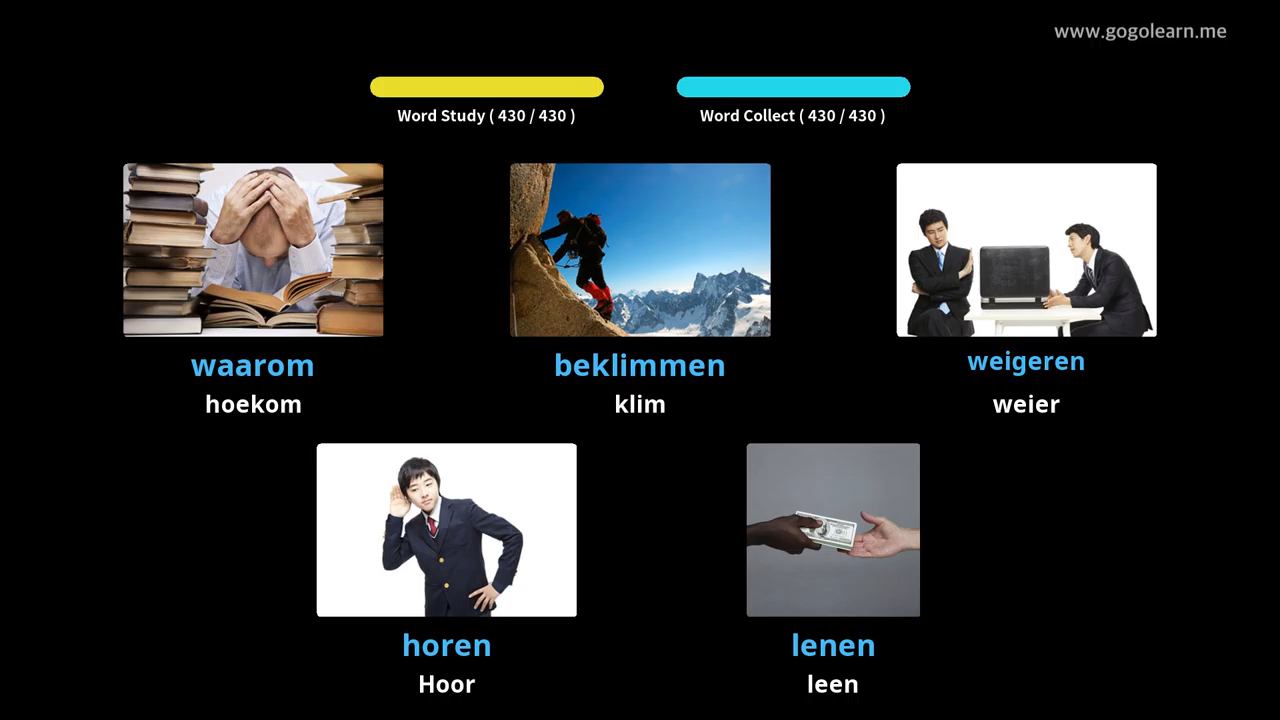 www.gogolearn.me
Word Study ( 430 / 430 )
Word Collect ( 430 / 430 )
waarom
beklimmen
weigeren
hoekom
klim
weier
horen
lenen
Hoor
leen